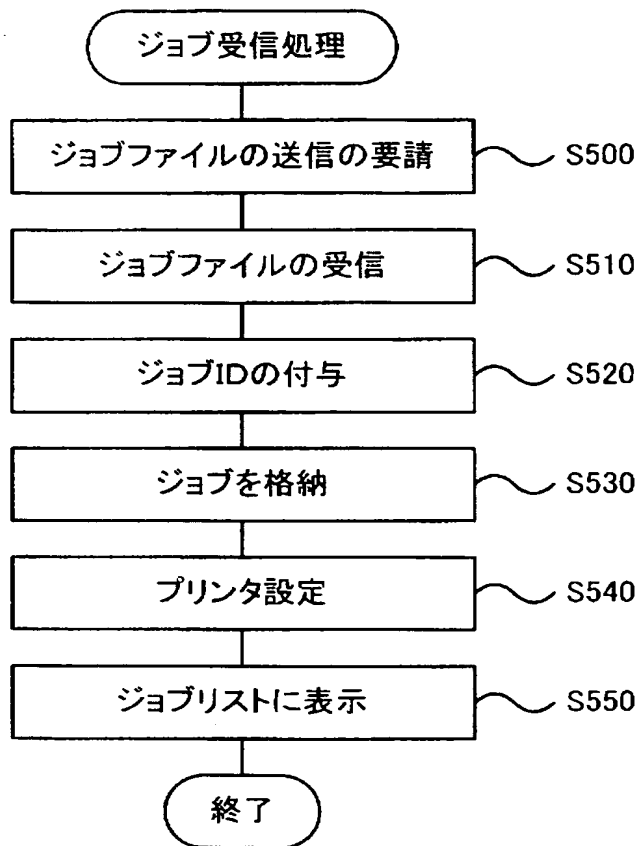 ジョブ受信処理
ジョブファイルの送信の要請 S500
ジョブファイルの受信 S510
ジョブIDの付与 S520
ジョブを格納 S530
プリンタ設定 S540
ジョブリストに表示 S550
終了